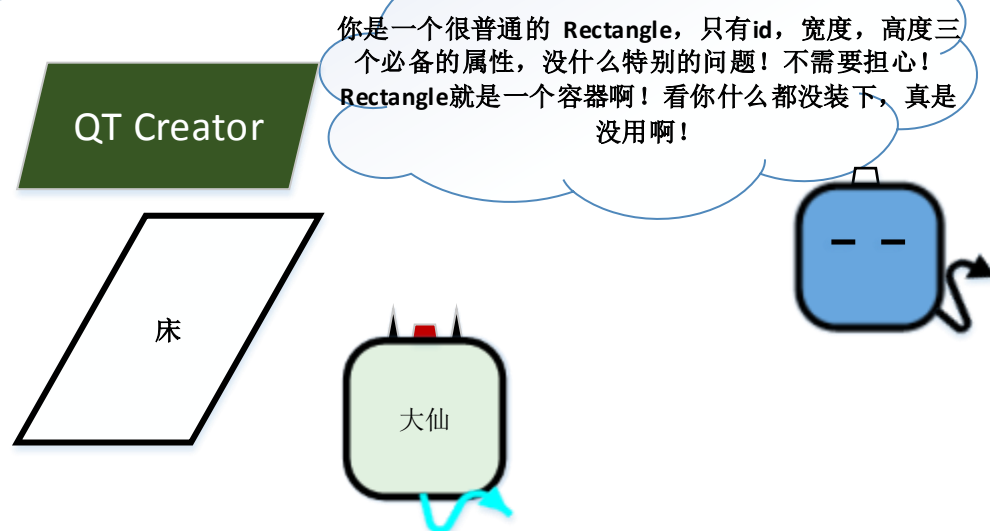 你是一个很普通的 Rectangle，只有id，宽度，高度三
个必备的属性，没什么特别的问题！不需要担心！
Rectangle就是一个容器啊！看你什么都没装下，真是
没用啊！
QT Creator
床
大仙